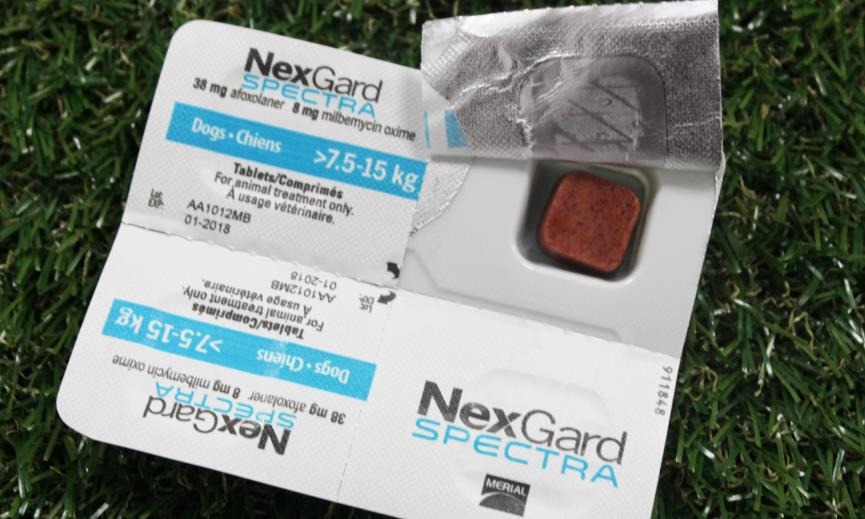 NexGard
SPECTRA
38 mg afoxolaner 8 mg milbemycin oxime
Dogs • Chiens >7.5-15 kg
Tablets/Comprimés
For animal treatment only.
À usage vétérinaire.
Lot
EXP.
AA1012MB
01-2018
NexGard
SPECTRA
38 mg afoxolaner 8 mg milbemycin oxime
Dogs • Chiens >7.5-15 kg
Tablets/Comprimés
For animal treatment only.
À usage vétérinaire.
AA1012MB
01-2018
NexGard
SPECTRA
MERIAL
911848